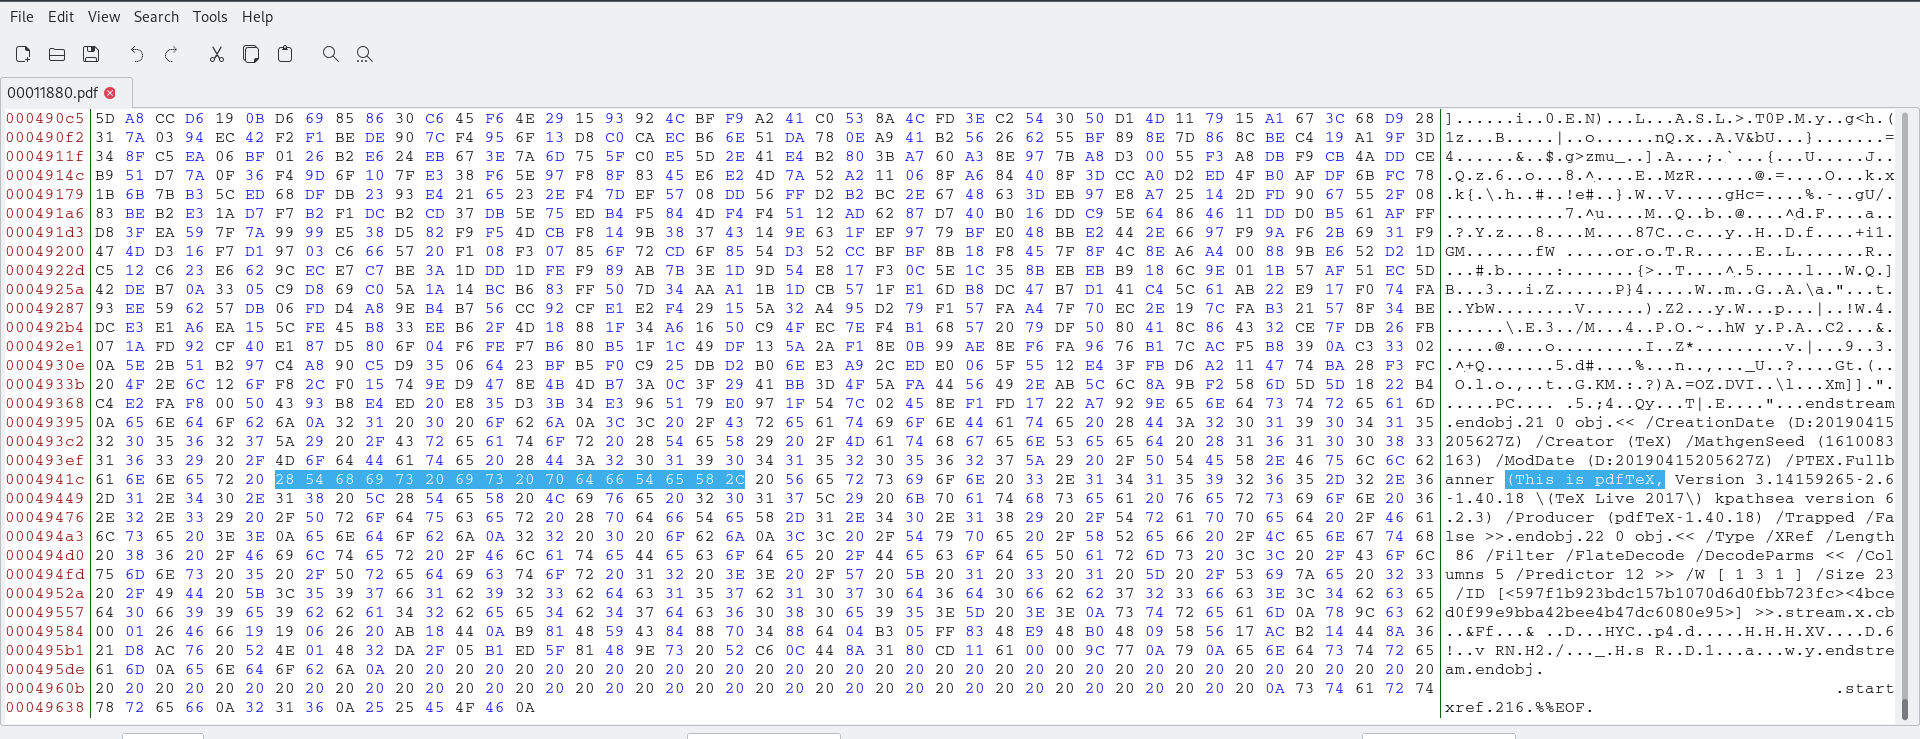 File Edit View Search Tools Help
00011880.pdf
000490c5 5D A8 CC D6 19 0B D6 69 85 86 30 C6 45 F6 4E 29 15 93 92 4C BF F9 A2 41 C0 53 8A 4C FD 3E C2 54 30 50 D1 4D 11 79 15 A1 67 3C 68 D9 28 ]......i..0.E.N)...L...A.S.L.>.T0P.M.y..g<h.(
000490f2 31 7A 03 94 EC 42 F2 F1 BE DE 90 7C F4 95 6F 13 D8 C0 CA EC B6 6E 51 DA 78 0E A9 41 B2 56 26 62 55 BF 89 8E 7D 86 8C BE C4 19 A1 9F 3D
0004911f 34 8F C5 EA 06 BF 01 26 B2 E6 24 EB 67 3E 7A 6D 75 5F C0 E5 5D 2E 41 E4 B2 80 3B A7 60 A3 8E 97 7B A8 D3 00 55 F3 A8 DB F9 CB 4A DD CE
0004914c B9 51 D7 7A 0F 36 F4 9D 6F 10 7F E3 38 F6 5E 97 F8 8F 83 45 E6 E2 4D 7A 52 A2 11 06 8F A6 84 40 8F 3D CC A0 D2 ED 4F B0 AF DF 6B FC 78
00049179 1B 6B 7B B3 5C ED 68 DF DB 23 93 E4 21 65 23 2E F4 7D EF 57 08 DD 56 FF D2 B2 BC 2E 67 48 63 3D EB 97 E8 A7 25 14 2D FD 90 67 55 2F 08
000491a6 83 BE B2 E3 1A D7 F7 B2 F1 DC B2 CD 37 DB 5E 75 ED B4 F5 84 4D F4 F4 51 12 AD 62 87 D7 40 B0 16 DD C9 5E 64 86 46 11 DD D0 B5 61 AF FF
000491d3 D8 3F EA 59 7F 7A 99 99 E5 38 D5 82 F9 F5 4D CB F8 14 9B 38 37 43 14 9E 63 1F EF 97 79 BF E0 48 BB E2 44 2E 66 97 F9 9A F6 2B 69 31 F9
00049200 47 4D D3 16 F7 D1 97 03 C6 66 57 20 F1 08 F3 07 85 6F 72 CD 6F 85 54 D3 52 CC BF BF 8B 18 F8 45 7F 8F 4C 8E A6 A4 00 88 9B E6 52 D2 1D
0004922d C5 12 C6 23 E6 62 9C EC E7 C7 BE 3A 1D DD 1D FE F9 89 AB 7B 3E 1D 9D 54 E8 17 F3 0C 5E 1C 35 8B EB EB B9 18 6C 9E 01 1B 57 AF 51 EC 5D
0004925a 42 DE B7 0A 33 05 C9 D8 69 C0 5A 1A 14 BC B6 83 FF 50 7D 34 AA A1 1B 1D CB 57 1F E1 6D B8 DC 47 B7 D1 41 C4 5C 61 AB 22 E9 17 F0 74 FA
00049287 93 EE 59 62 57 DB 06 FD D4 A8 9E B4 B7 56 CC 92 CF E1 E2 F4 29 15 5A 32 A4 95 D2 79 F1 57 FA A4 7F 70 EC 2E 19 7C FA B3 21 57 8F 34 BE
000492b4 DC E3 E1 A6 EA 15 5C FE 45 B8 33 EE B6 2F 4D 18 88 1F 34 A6 16 50 C9 4F EC 7E F4 B1 68 57 20 79 DF 50 80 41 8C 86 43 32 CE 7F DB 26 FB
000492e1 07 1A FD 92 CF 40 E1 87 D5 80 6F 04 F6 FE F7 B6 80 B5 1F 1C 49 DF 13 5A 2A F1 8E 0B 99 AE 8E F6 FA 96 76 B1 7C AC F5 B8 39 0A C3 33 02
0004930e 0A 5E 2B 51 B2 97 C4 A8 90 C5 D9 35 06 64 23 BF B5 F0 C9 25 DB D2 B0 6E E3 A9 2C ED E0 06 5F 55 12 E4 3F FB D6 A2 11 47 74 BA 28 F3 FC
0004933b 20 4F 2E 6C 12 6F F8 2C F0 15 74 9E D9 47 8E 4B 4D B7 3A 0C 3F 29 41 BB 3D 4F 5A FA 44 56 49 2E AB 5C 6C 8A 9B F2 58 6D 5D 5D 18 22 B4
00049368 C4 E2 FA F8 00 50 43 93 B8 E4 ED 20 E8 35 D3 3B 34 E3 96 51 79 E0 97 1F 54 7C 02 45 8E F1 FD 17 22 A7 92 9E 65 6E 64 73 74 72 65 61 6D .....PC.... .5.;4..Qy...T|.E...."...endstream
00049395 0A 65 6E 64 6F 62 6A 0A 32 31 20 30 20 6F 62 6A 0A 3C 3C 20 2F 43 72 65 61 74 69 6F 6E 44 61 74 65 20 28 44 3A 32 30 31 39 30 34 31 35 .endobj.21 0 obj.<< /CreationDate (D:20190415
000493c2 32 30 35 36 32 37 5A 29 20 2F 43 72 65 61 74 6F 72 20 28 54 65 58 29 20 2F 4D 61 74 68 67 65 6E 53 65 65 64 20 28 31 36 31 30 30 38 33 205627Z) /Creator (TeX) /MathgenSeed (1610083
000493ef 31 36 33 29 20 2F 4D 6F 64 44 61 74 65 20 28 44 3A 32 30 31 39 30 34 31 35 32 30 35 36 32 37 5A 29 20 2F 50 54 45 58 2E 46 75 6C 6C 62 163) /ModDate (D:20190415205627Z) /PTEX.Fullb
0004941c 61 6E 6E 65 72 20 28 54 68 69 73 20 69 73 20 70 64 66 54 65 58 2C 20 56 65 72 73 69 6F 6E 20 33 2E 31 34 31 35 39 32 36 35 2D 32 2E 36 anner (This is pdfTeX, Version 3.14159265-2.6
00049449 2D 31 2E 34 30 2E 31 38 20 5C 28 54 65 58 20 4C 69 76 65 20 32 30 31 37 5C 29 20 6B 70 61 74 68 73 65 61 20 76 65 72 73 69 6F 6E 20 36 -1.40.18 \(TeX Live 2017\) kpathsea version 6
00049476 2E 32 2E 33 29 20 2F 50 72 6F 64 75 63 65 72 20 28 70 64 66 54 65 58 2D 31 2E 34 30 2E 31 38 29 20 2F 54 72 61 70 70 65 64 20 2F 46 61 .2.3) /Producer (pdfTeX-1.40.18) /Trapped /Fa
000494a3 6C 73 65 20 3E 3E 0A 65 6E 64 6F 62 6A 0A 32 32 20 30 20 6F 62 6A 0A 3C 3C 20 2F 54 79 70 65 20 2F 58 52 65 66 20 2F 4C 65 6E 67 74 68 lse >>.endobj.22 0 obj.<< /Type /XRef /Length
000494d0 20 38 36 20 2F 46 69 6C 74 65 72 20 2F 46 6C 61 74 65 44 65 63 6F 64 65 20 2F 44 65 63 6F 64 65 50 61 72 6D 73 20 3C 3C 20 2F 43 6F 6C 86 /Filter /FlateDecode /DecodeParms << /Col
000494fd 75 6D 6E 73 20 35 20 2F 50 72 65 64 69 63 74 6F 72 20 31 32 20 3E 3E 20 2F 57 20 5B 20 31 20 33 20 31 20 5D 20 2F 53 69 7A 65 20 32 33 umns 5 /Predictor 12 >> /W [ 1 3 1 ] /Size 23
0004952a 20 2F 49 44 20 5B 3C 35 39 37 66 31 62 39 32 33 62 64 63 31 35 37 62 31 30 37 30 64 36 64 30 66 62 62 37 32 33 66 63 3E 3C 34 62 63 65 /ID [<597f1b923bdc157b1070d6d0fbb723fc><4bce
00049557 64 30 66 39 39 65 39 62 62 61 34 32 62 65 65 34 62 34 37 64 63 36 30 38 30 65 39 35 3E 5D 20 3E 3E 0A 73 74 72 65 61 6D 0A 78 9C 63 62 d0f99e9bba42bee4b47dc6080e95>] >>.stream.x.cb
00049584 00 01 26 46 66 19 19 06 26 20 AB 18 44 0A B9 81 48 59 43 84 88 70 34 88 64 04 B3 05 FF 83 48 E9 48 B0 48 09 58 56 17 AC B2 14 44 8A 36
000495b1 21 D8 AC 76 20 52 4E 01 48 32 DA 2F 05 B1 ED 5F 81 48 9E 73 20 52 C6 0C 44 8A 31 80 CD 11 61 00 00 9C 77 0A 79 0A 65 6E 64 73 74 72 65
000495de 61 6D 0A 65 6E 64 6F 62 6A 0A 20 20 20 20 20 20 20 20 20 20 20 20 20 20 20 20 20 20 20 20 20 20 20 20 20 20 20 20 20 20 20 20 20 20 20 am.endobj.
0004960b 20 20 20 20 20 20 20 20 20 20 20 20 20 20 20 20 20 20 20 20 20 20 20 20 20 20 20 20 20 20 20 20 20 20 20 20 20 20 20 0A 73 74 61 72 74 .start
00049638 78 72 65 66 0A 32 31 36 0A 25 25 45 4F 46 0A xref.216.%%EOF.